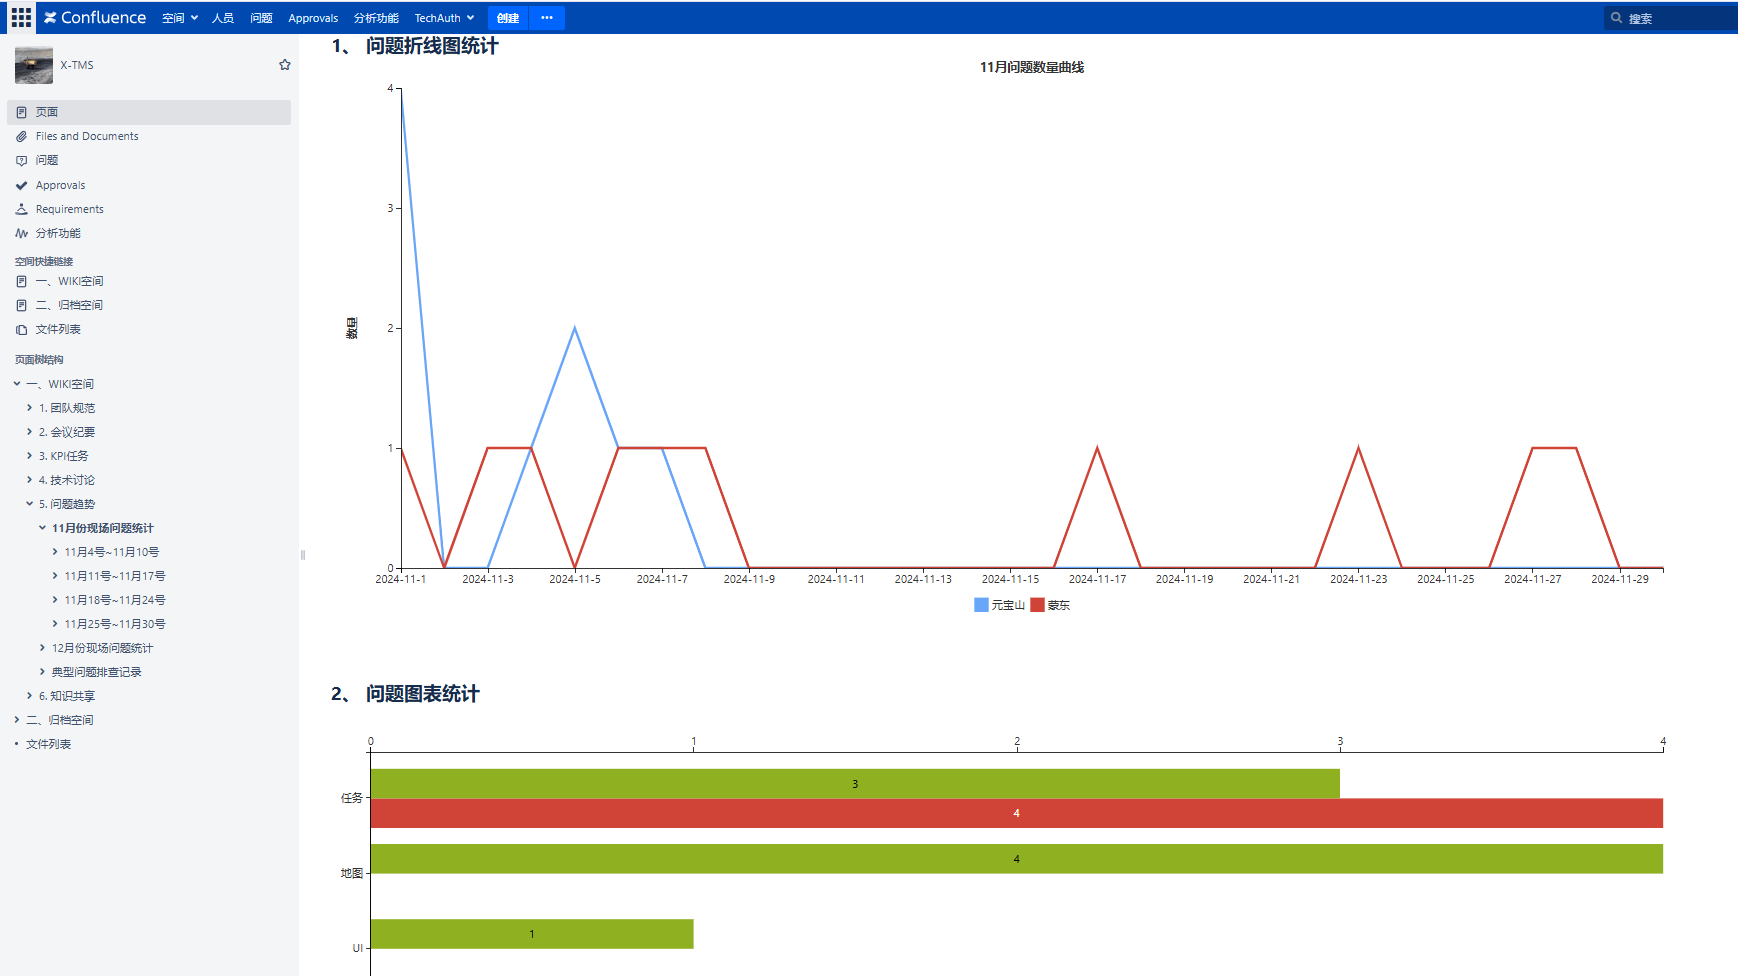 Confluence 空间 人员 问题 Approvals 分析功能 TechAuth 创建 ··· 搜索
X-TMS
页面
Files and Documents
问题
Approvals
Requirements
分析功能
空间快捷链接
一、WIKI空间
二、归档空间
文件列表
页面树结构
一、WIKI空间
1. 团队规范
2. 会议纪要
3. KPI任务
4. 技术讨论
5. 问题趋势
11月份现场问题统计
11月4号~11月10号
11月11号~11月17号
11月18号~11月24号
11月25号~11月30号
12月份现场问题统计
典型问题排查记录
6. 知识共享
二、归档空间
文件列表
1、 问题折线图统计
11月问题数量曲线
4
3
2
1
0
数量
2024-11-1 2024-11-3 2024-11-5 2024-11-7 2024-11-9 2024-11-11 2024-11-13 2024-11-15 2024-11-17 2024-11-19 2024-11-21 2024-11-23 2024-11-25 2024-11-27 2024-11-29
元宝山 蒙东
2、 问题图表统计
0 1 2 3 4
任务
3
4
地图
4
UI
1